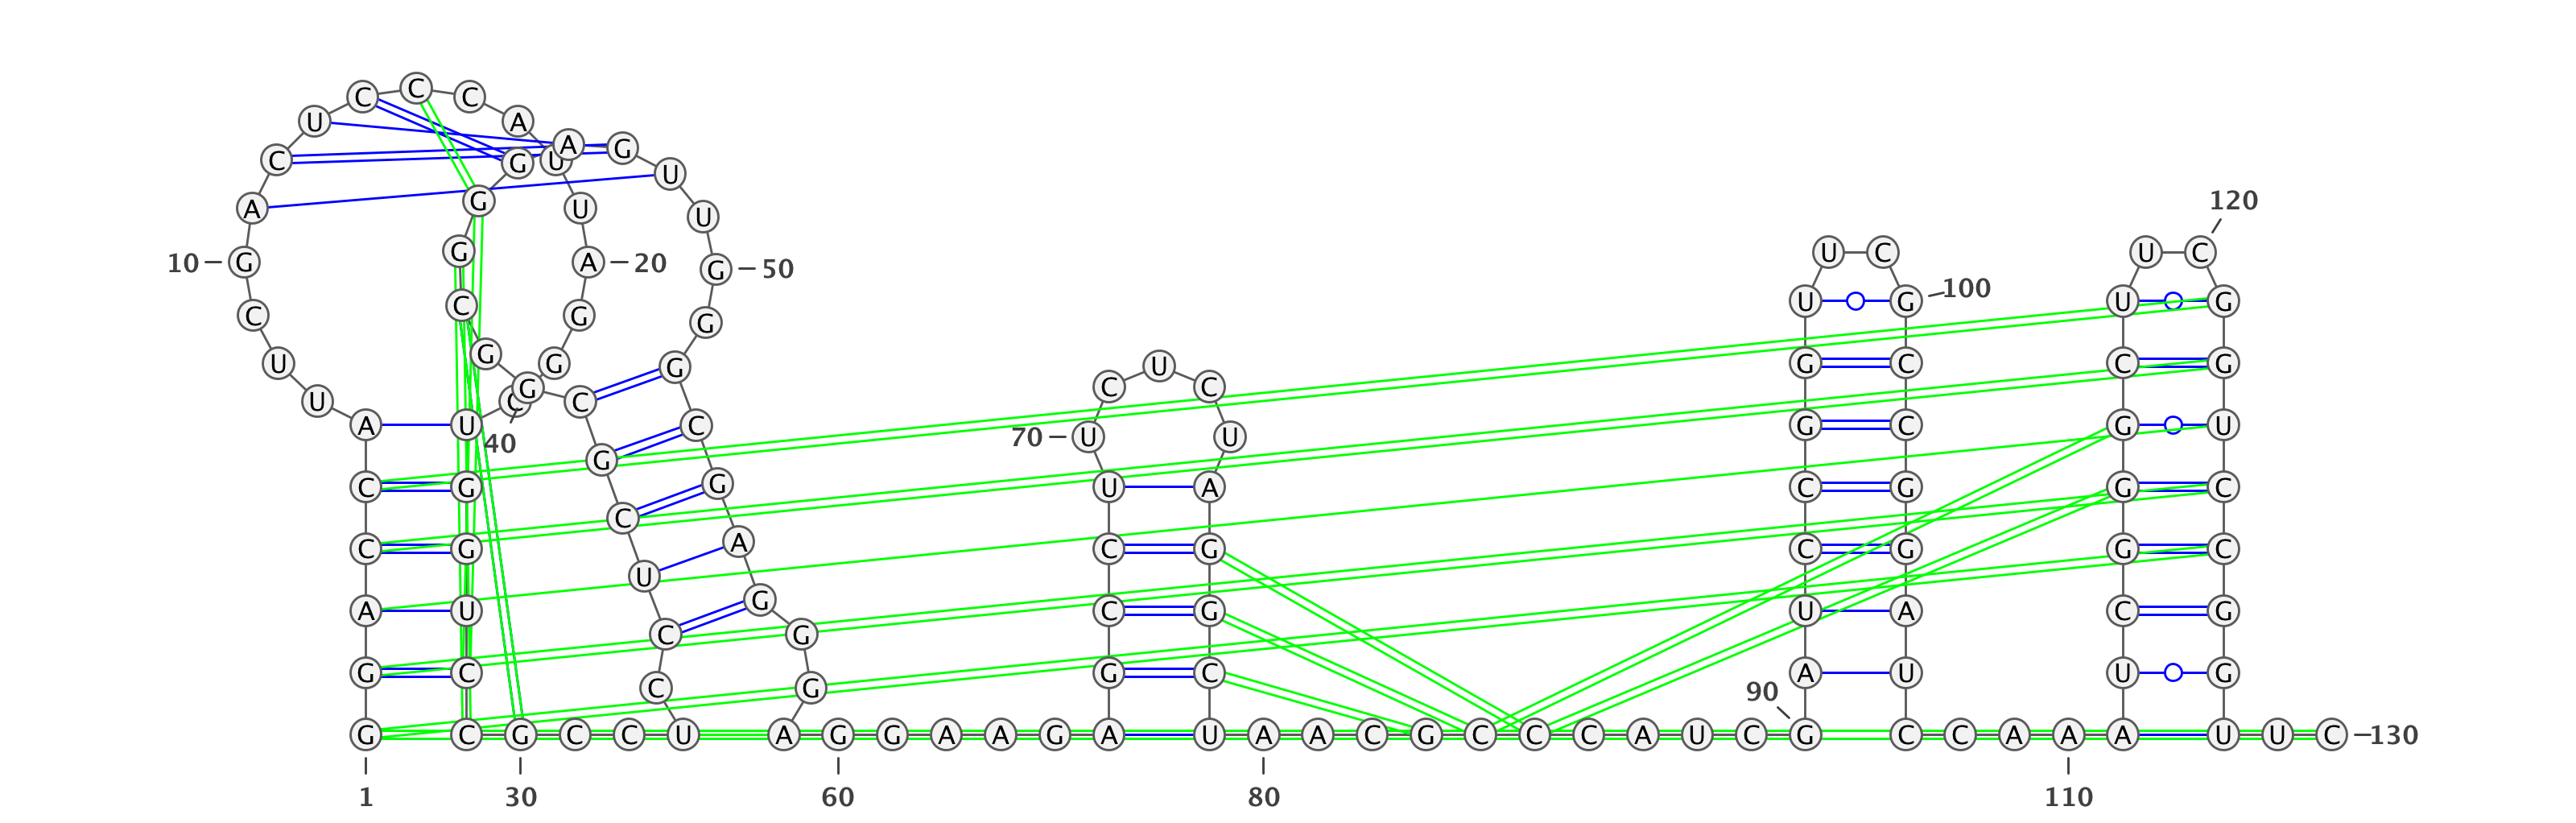 C C C
U A
A G
C G U
U
G 120
A U U
G U C U C
10 G A 20 G 50
100
C U G U G
C G G
G
U G G U G C C G
G C C
U C C
A U C G C G U
40 70 U U
G
C G G U A C G G C
C
C G A C G C G G C
U
G
A U C G U A C G
C G
G C G C A U U G
C G 90
G C G C C U A G G A A G A U A A C G C C C A U C G C C A A A U U C 130
1 30 60 80 110